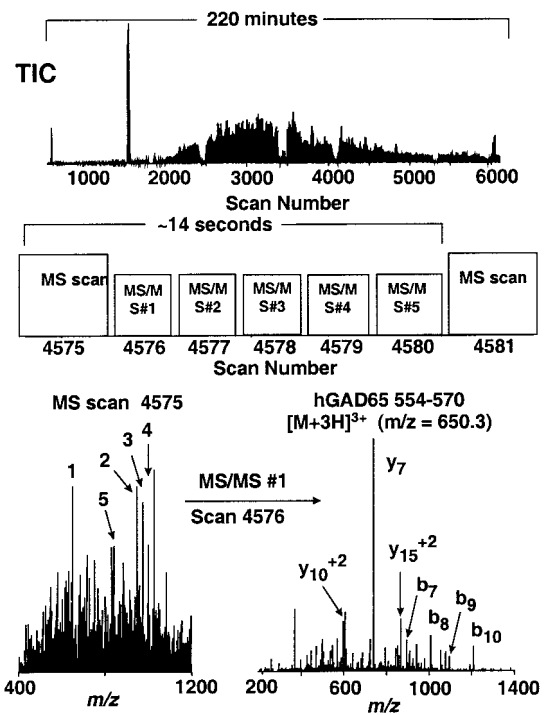 220 minutes
TIC
1000 2000 3000 4000 5000 6000
Scan Number
~14 seconds
MS scan
MS/M S#1
MS/M S#2
MS/M S#3
MS/M S#4
MS/M S#5
MS scan
4575 4576 4577 4578 4579 4580 4581
Scan Number
MS scan 4575
1 2 3 4 5
400 1200
m/z
MS/MS #1
Scan 4576
hGAD65 554-570
[M+3H]3+ (m/z = 650.3)
y7
y10+2
y15+2
b7
b8
b9
b10
200 600 1000 1400
m/z